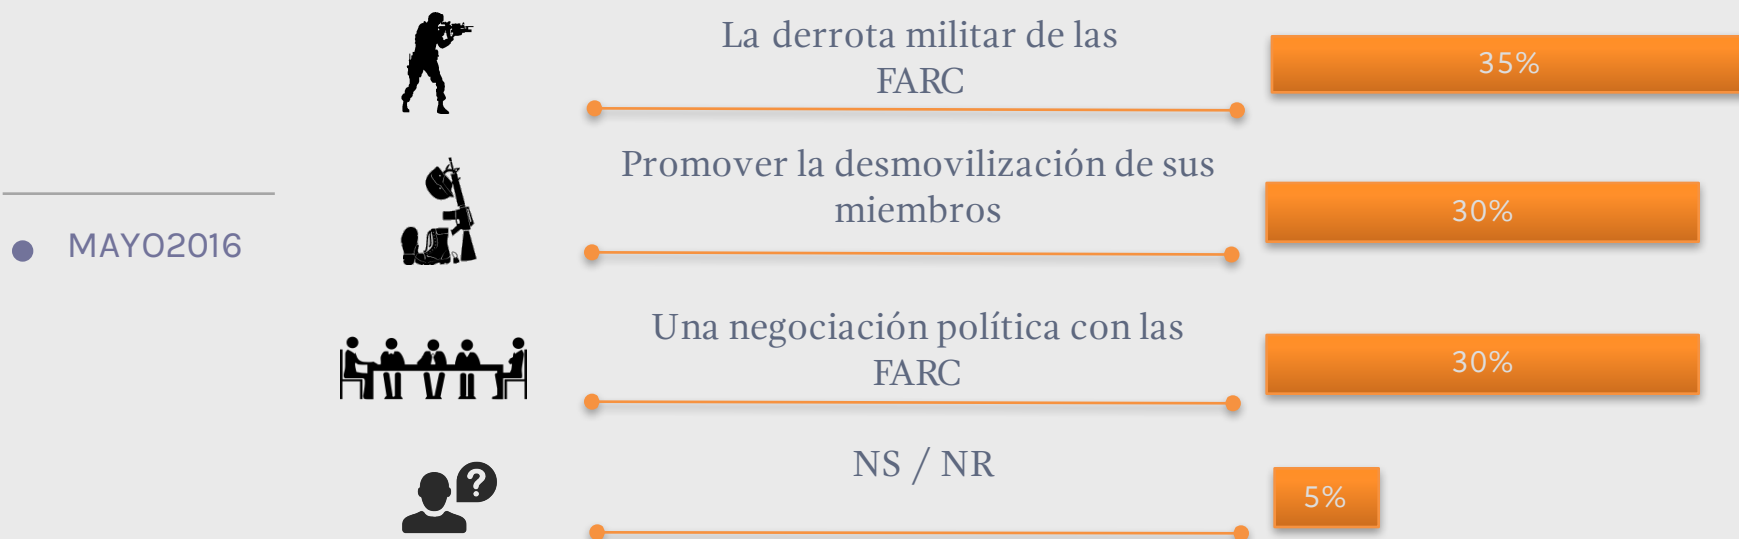 La derrota militar de las
FARC
35%
Promover la desmovilización de sus
miembros
30%
MAYO2016
Una negociación política con las
FARC
30%
NS / NR
5%
?